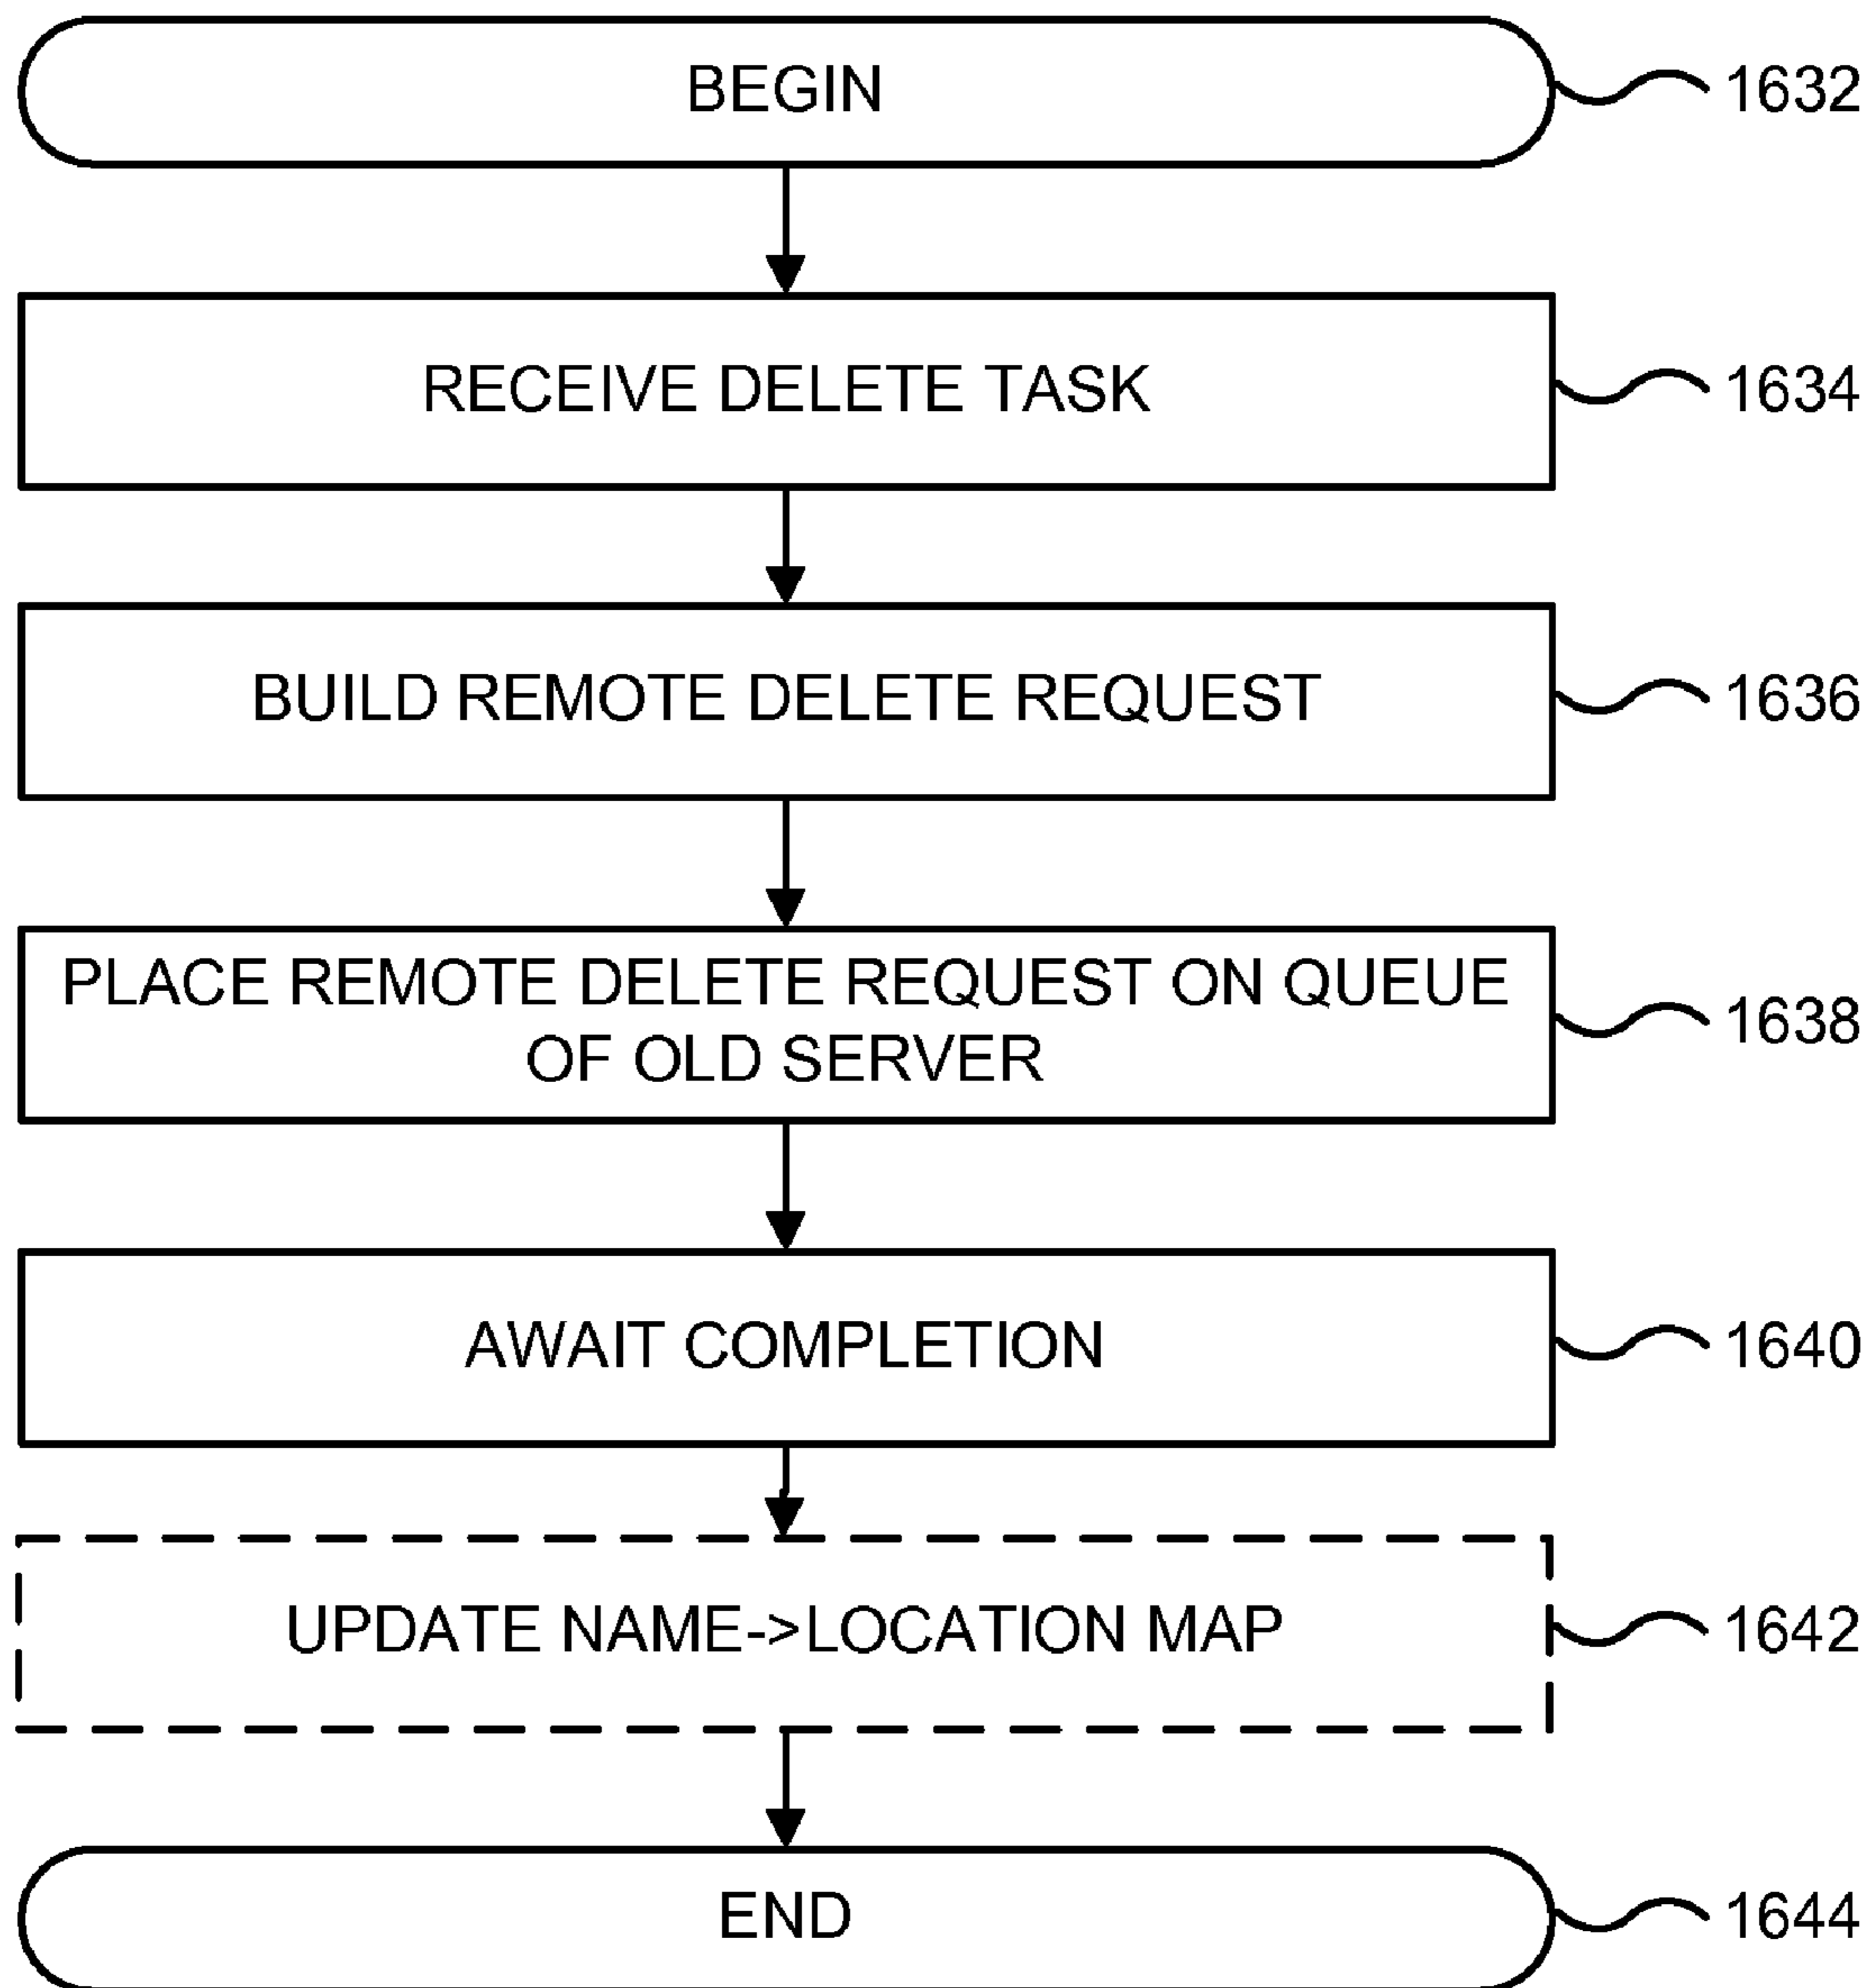 BEGIN
1632
RECEIVE DELETE TASK
1634
BUILD REMOTE DELETE REQUEST
1636
PLACE REMOTE DELETE REQUEST ON QUEUE
OF OLD SERVER
1638
AWAIT COMPLETION
1640
UPDATE NAME->LOCATION MAP
1642
END
1644